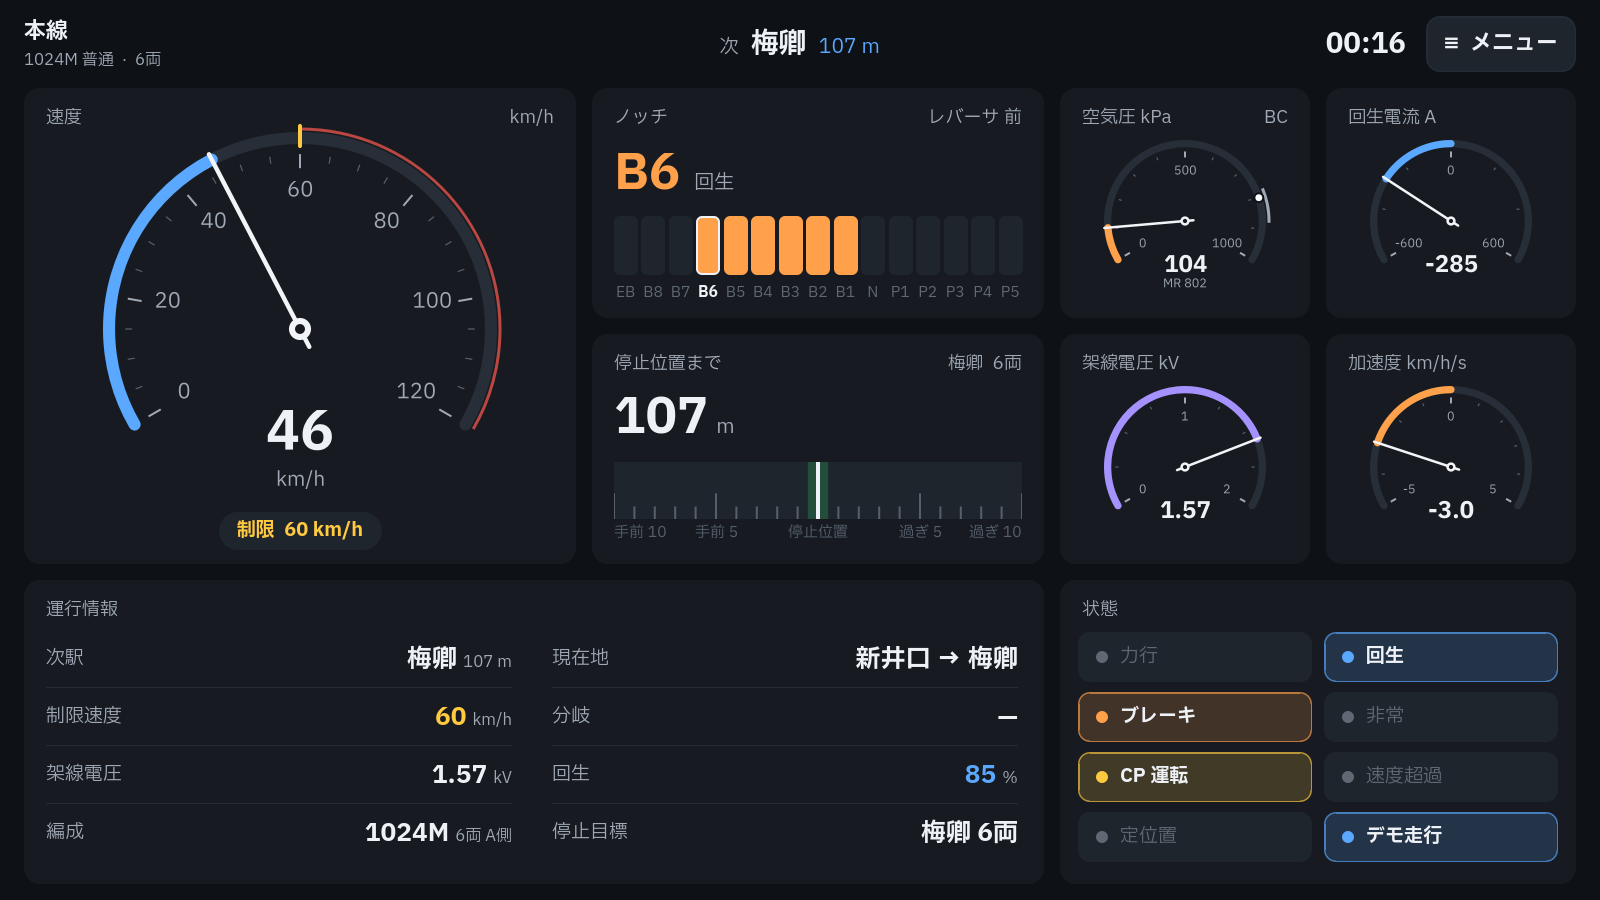 本線
1024M 普通 · 6両
次 梅卿 107 m
00:16
≡ メニュー
速度 km/h
0 20 40 60 80 100 120
46
km/h
制限 60 km/h
ノッチ レバーサ 前
B6 回生
EB B8 B7 B6 B5 B4 B3 B2 B1 N P1 P2 P3 P4 P5
停止位置まで 梅卿 6両
107 m
手前 10 手前 5 停止位置 過ぎ 5 過ぎ 10
空気圧 kPa BC
0 500 1000
104
MR 802
回生電流 A
-600 0 600
-285
架線電圧 kV
0 1 2
1.57
加速度 km/h/s
-5 0 5
-3.0
運行情報
次駅 梅卿 107 m
制限速度 60 km/h
架線電圧 1.57 kV
編成 1024M 6両 A側
現在地 新井口 → 梅卿
分岐 —
回生 85 %
停止目標 梅卿 6両
状態
力行 回生
ブレーキ 非常
CP 運転 速度超過
定位置 デモ走行